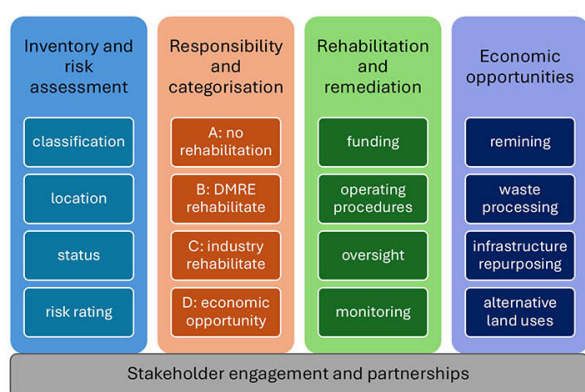 Inventory and
risk
assessment
classification
location
status
risk rating
Responsibility
and
categorisation
A: no
rehabilitation
B: DMRE
rehabilitate
C: industry
rehabilitate
D: economic
opportunity
Rehabilitation
and
remediation
funding
operating
procedures
oversight
monitoring
Economic
opportunities
remining
waste
processing
infrastructure
repurposing
alternative
land uses
Stakeholder engagement and partnerships